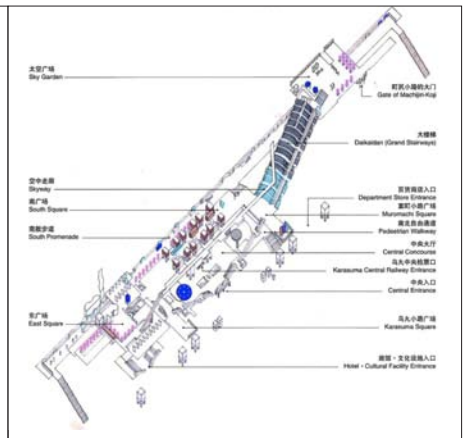 太空广场
Sky Garden
空中走廊
Skyway
南广场
South Square
南散步道
South Promenade
东广场
East Square
町民小路的大门
Gate of Machijin-Koji
大楼梯
Daikaidan (Grand Stairways)
百货商店入口
Department Store Entrance
室町小路广场
Muromachi Square
南北自由通道
Pedestrian Walkway
中央大厅
Central Concourse
乌丸中央检票口
Karasuma Central Railway Entrance
中央入口
Central Entrance
乌丸小路广场
Karasuma Square
旅馆・文化设施入口
Hotel・Cultural Facility Entrance